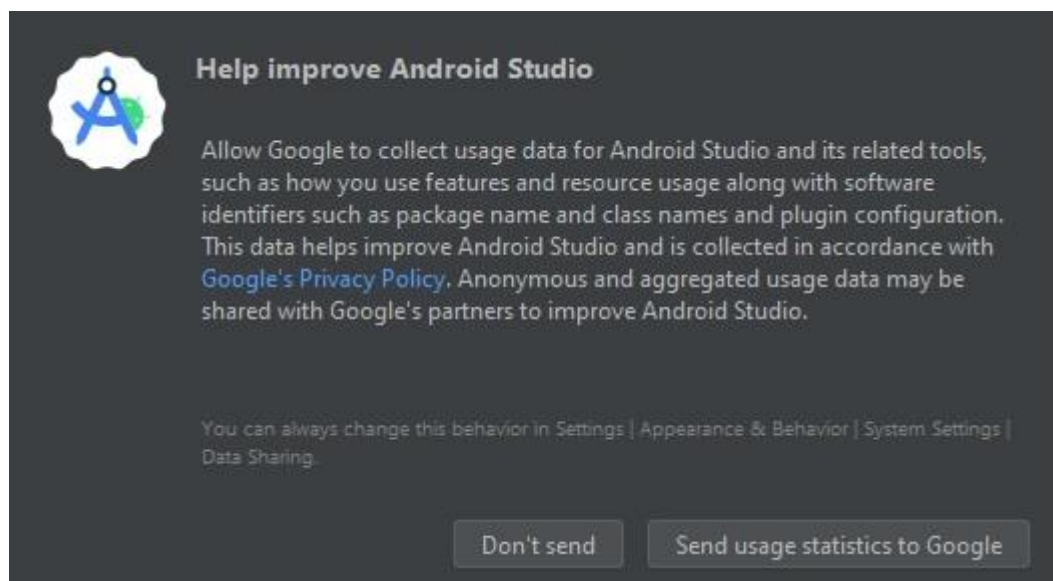 Help improve Android Studio
Allow Google to collect usage data for Android Studio and its related tools,
such as how you use features and resource usage along with software
identifiers such as package name and class names and plugin configuration.
This data helps improve Android Studio and is collected in accordance with
Google's Privacy Policy. Anonymous and aggregated usage data may be
shared with Google's partners to improve Android Studio.
You can always change this behavior in Settings | Appearance & Behavior | System Settings |
Data Sharing.
Don't send
Send usage statistics to Google